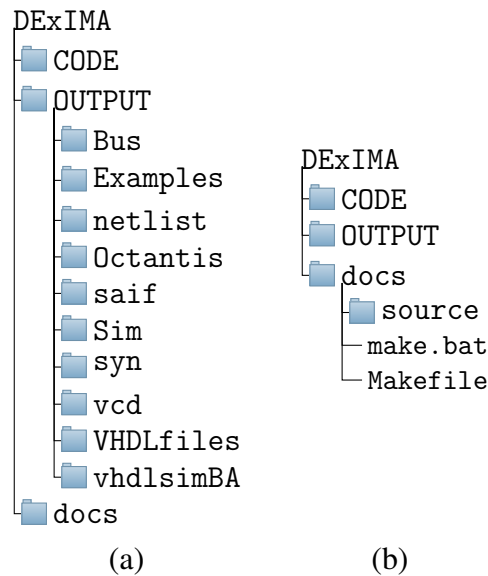 DExIMA
CODE
OUTPUT
Bus
Examples
netlist
Octantis
saif
Sim
syn
vcd
VHDLfiles
vhdlsimBA
docs
(a)
DExIMA
CODE
OUTPUT
docs
source
make.bat
Makefile
(b)